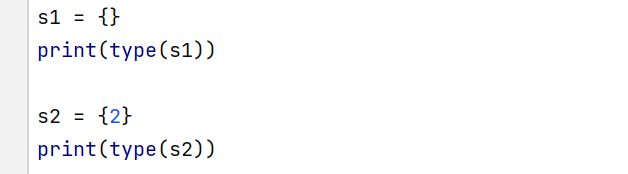 s1 = {}
print(type(s1))
s2 = {2}
print(type(s2))